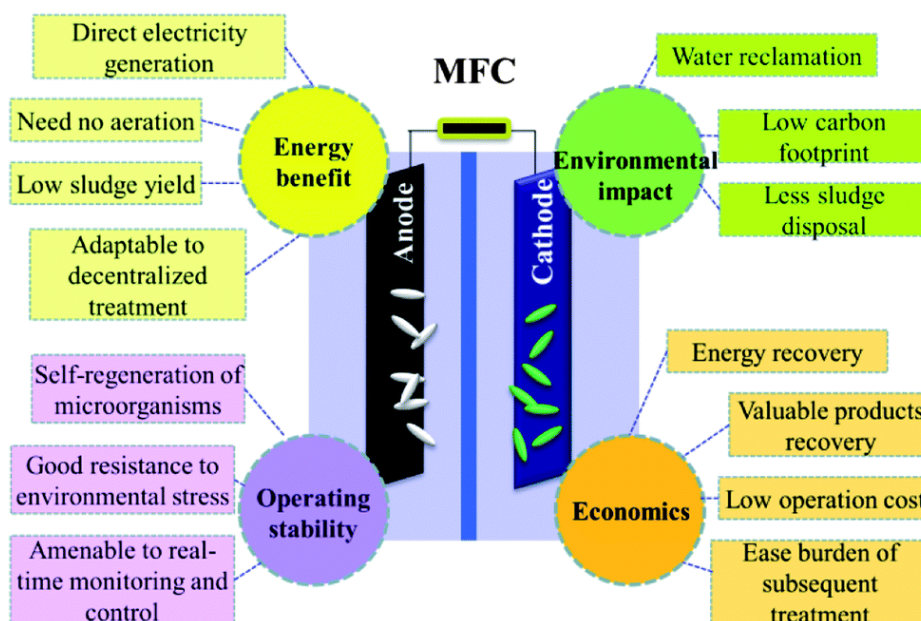 Direct electricity
generation
Need no aeration
Low sludge yield
Adaptable to
decentralized
treatment
Energy
benefit
MFC
Anode
Cathode
Water reclamation
Low carbon
footprint
Less sludge
disposal
Environmental
impact
Self-regeneration of
microorganisms
Good resistance to
environmental stress
Amenable to real-
time monitoring and
control
Operating
stability
Energy recovery
Valuable products
recovery
Low operation cost
Ease burden of
subsequent
treatment
Economics